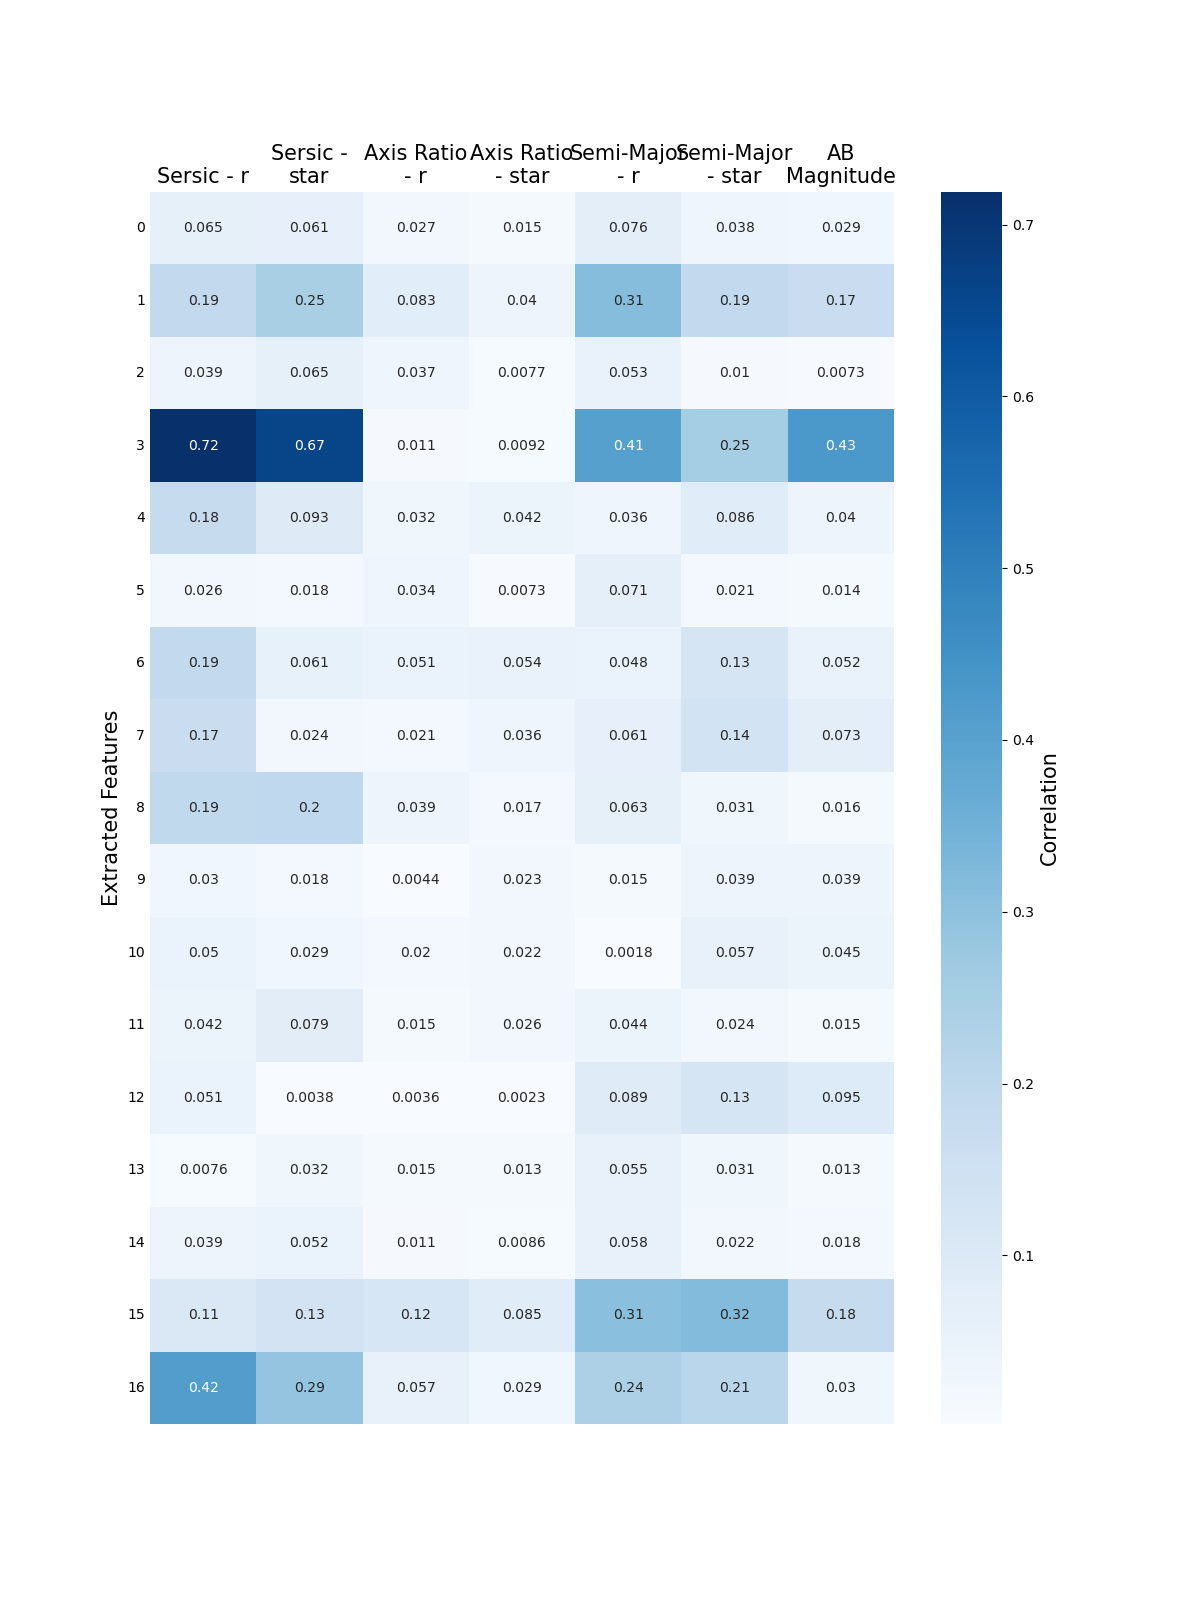 Sersic - r
Sersic -
star
Axis Ratio
- r
Axis Ratio
- star
Semi-Major
- r
Semi-Major
- star
AB
Magnitude
0 0.065 0.061 0.027 0.015 0.076 0.038 0.029
1 0.19 0.25 0.083 0.04 0.31 0.19 0.17
2 0.039 0.065 0.037 0.0077 0.053 0.01 0.0073
3 0.72 0.67 0.011 0.0092 0.41 0.25 0.43
4 0.18 0.093 0.032 0.042 0.036 0.086 0.04
5 0.026 0.018 0.034 0.0073 0.071 0.021 0.014
6 0.19 0.061 0.051 0.054 0.048 0.13 0.052
7 0.17 0.024 0.021 0.036 0.061 0.14 0.073
8 0.19 0.2 0.039 0.017 0.063 0.031 0.016
9 0.03 0.018 0.0044 0.023 0.015 0.039 0.039
10 0.05 0.029 0.02 0.022 0.0018 0.057 0.045
11 0.042 0.079 0.015 0.026 0.044 0.024 0.015
12 0.051 0.0038 0.0036 0.0023 0.089 0.13 0.095
13 0.0076 0.032 0.015 0.013 0.055 0.031 0.013
14 0.039 0.052 0.011 0.0086 0.058 0.022 0.018
15 0.11 0.13 0.12 0.085 0.31 0.32 0.18
16 0.42 0.29 0.057 0.029 0.24 0.21 0.03
Extracted Features
0.7
0.6
0.5
0.4
0.3
0.2
0.1
Correlation